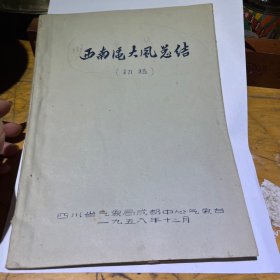 西南区大风总结
(初稿)
四川省气象局成都中心气象台
一九五八年十二月